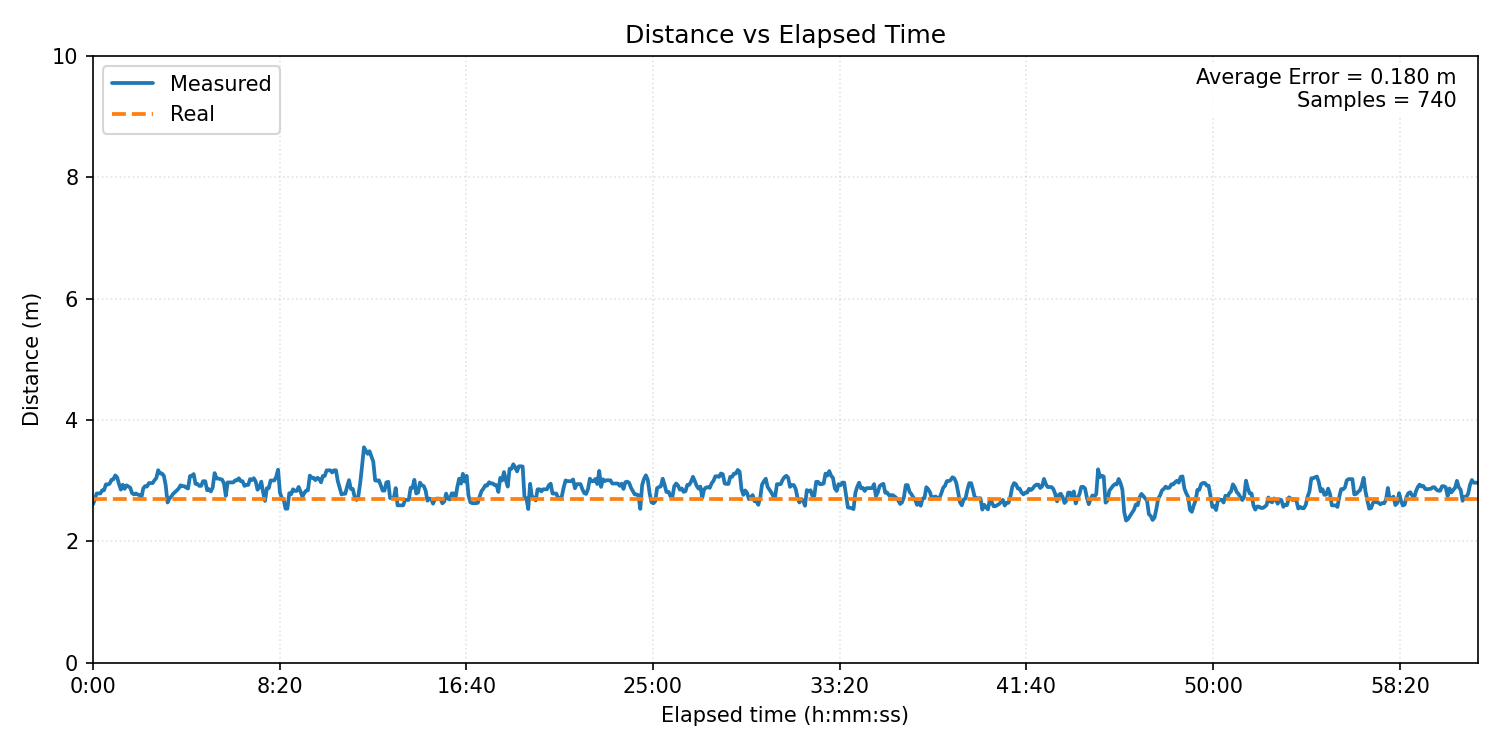 Distance vs Elapsed Time
Measured
Real
Average Error = 0.180 m
Samples = 740
10
8
6
4
2
0
Distance (m)
0:00 8:20 16:40 25:00 33:20 41:40 50:00 58:20
Elapsed time (h:mm:ss)